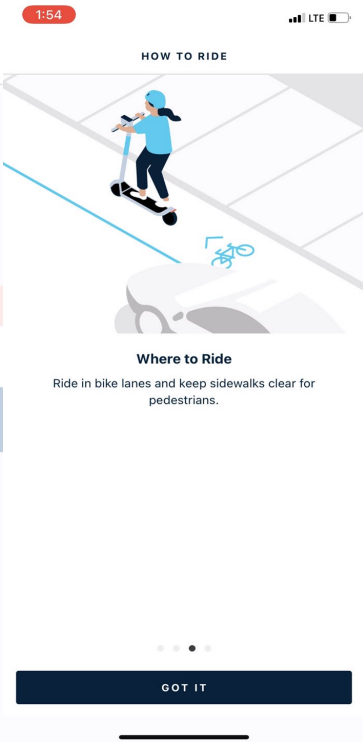 1:54
LTE
HOW TO RIDE
Where to Ride
Ride in bike lanes and keep sidewalks clear for
pedestrians.
GOT IT